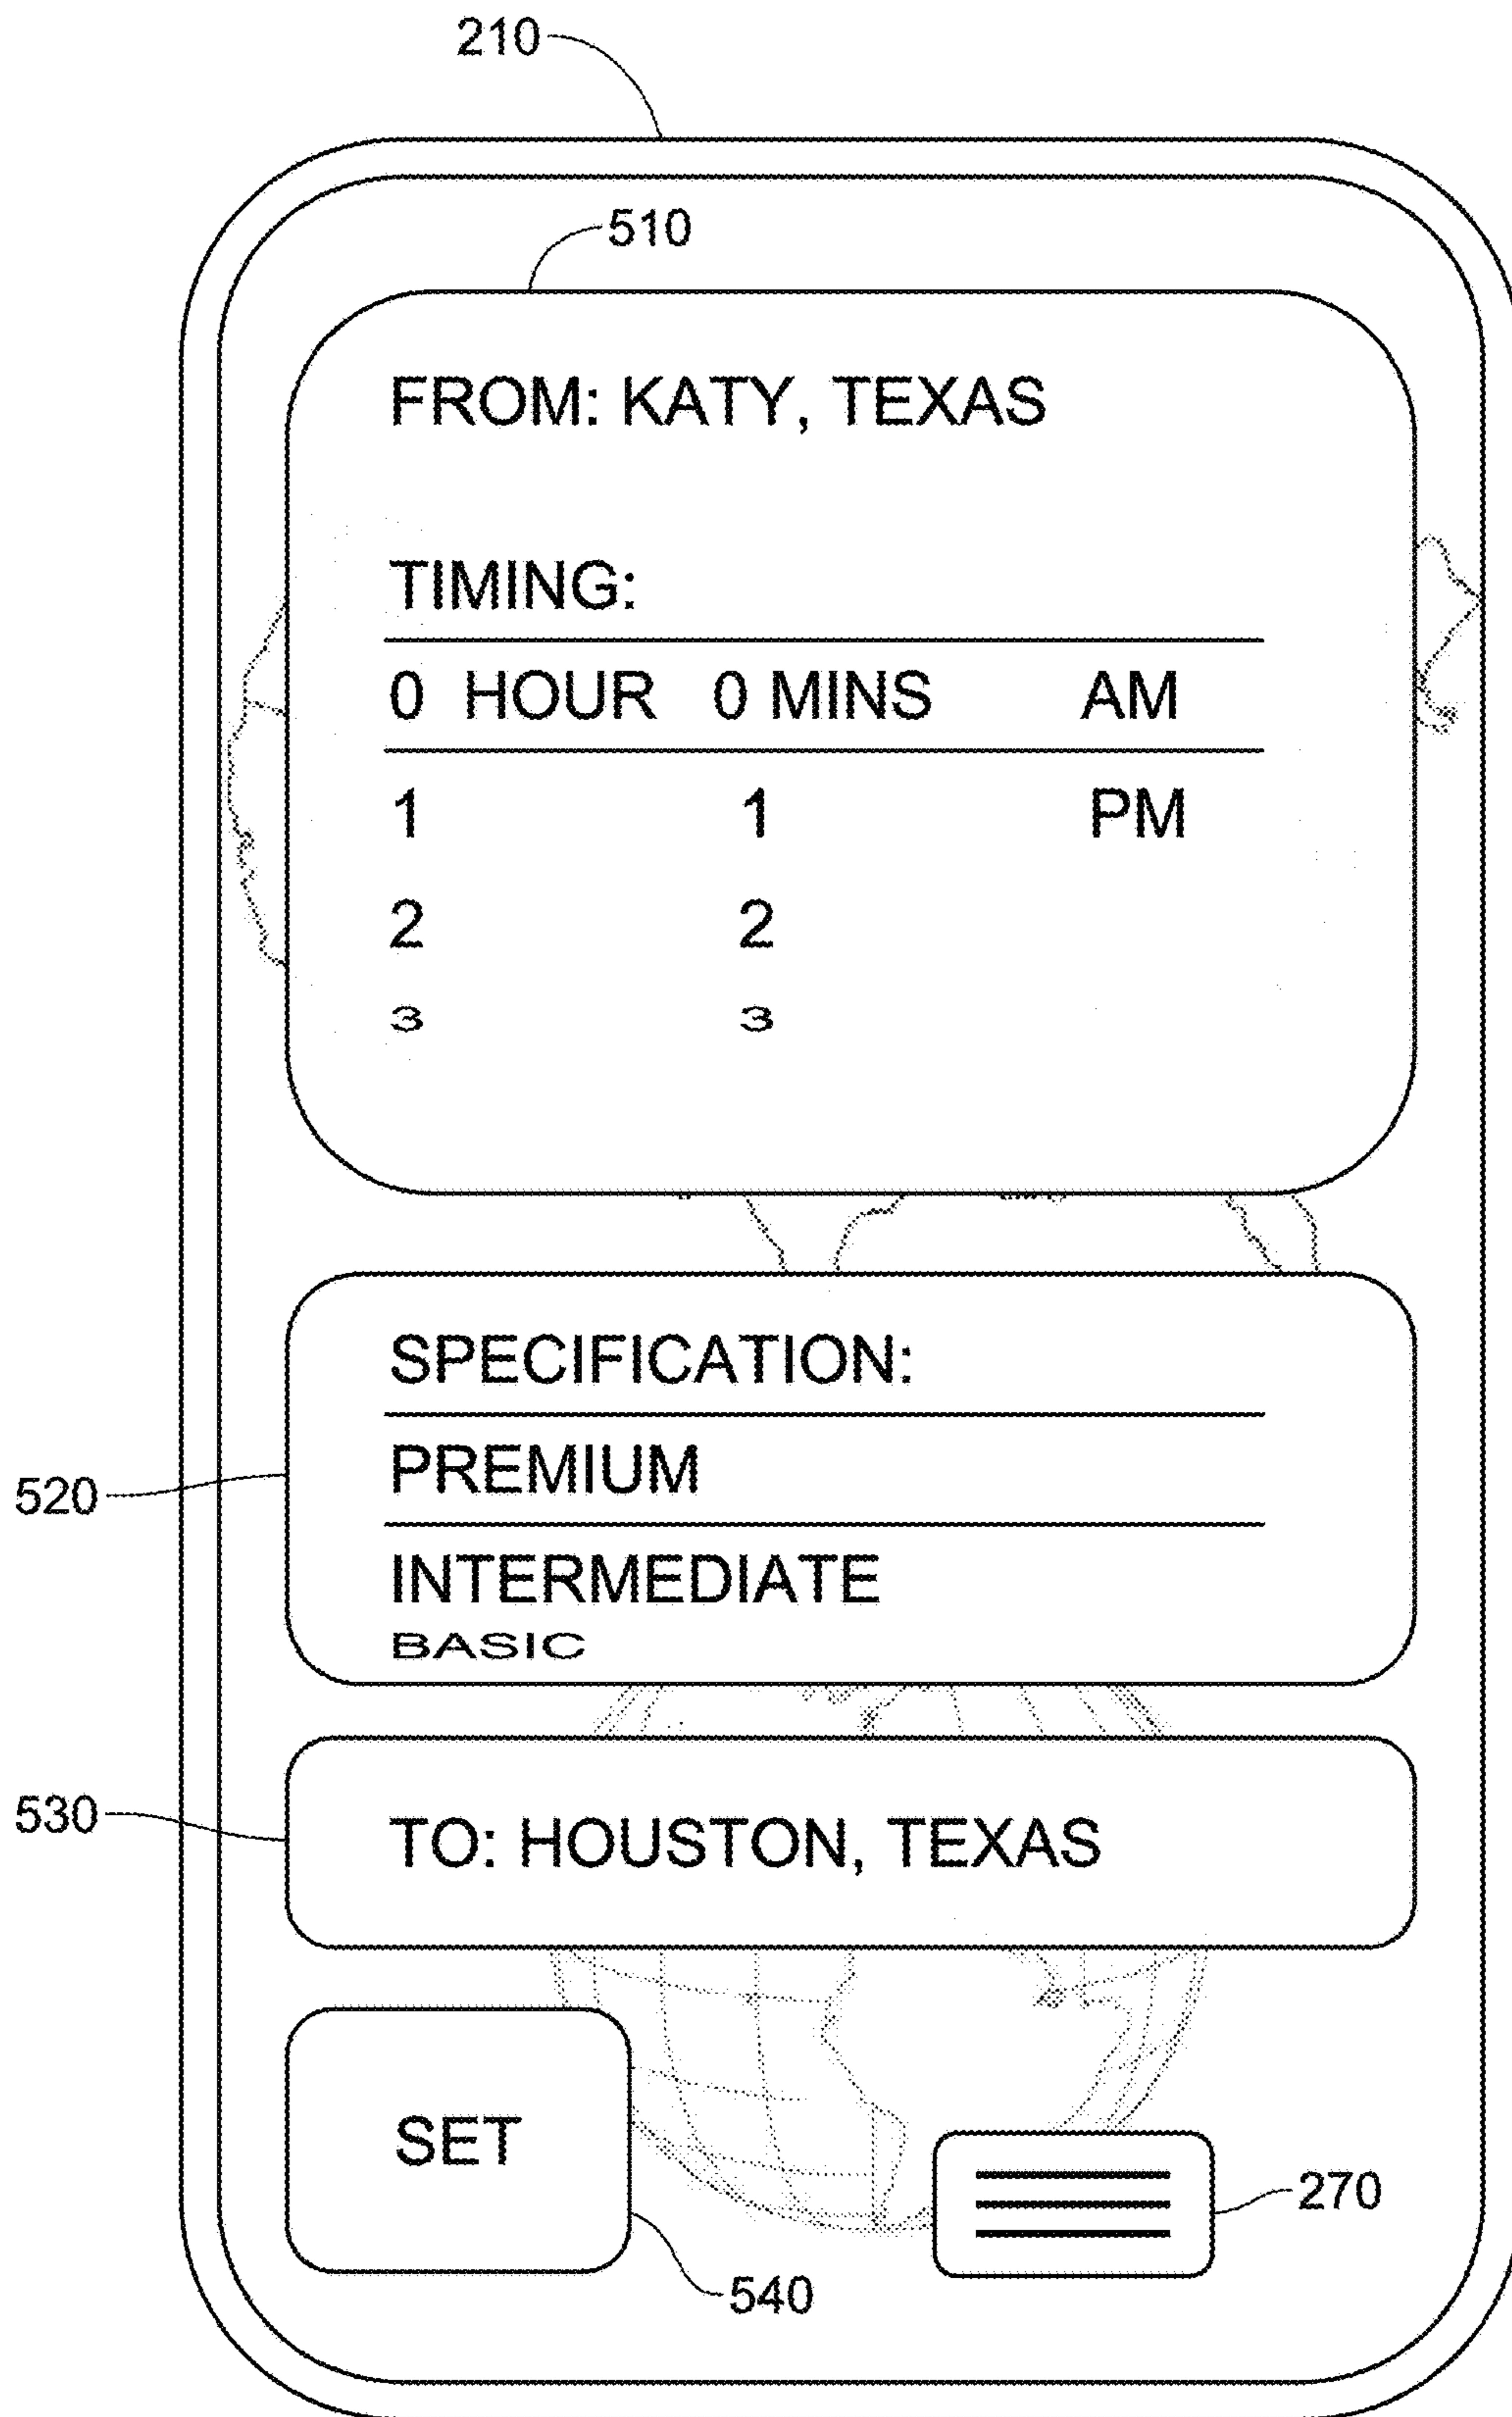 210
510
FROM: KATY, TEXAS
TIMING:
0 HOUR 0 MINS AM
1 1 PM
2 2
3 3
SPECIFICATION:
PREMIUM
520
INTERMEDIATE
BASIC
530
TO: HOUSTON, TEXAS
SET
270
540